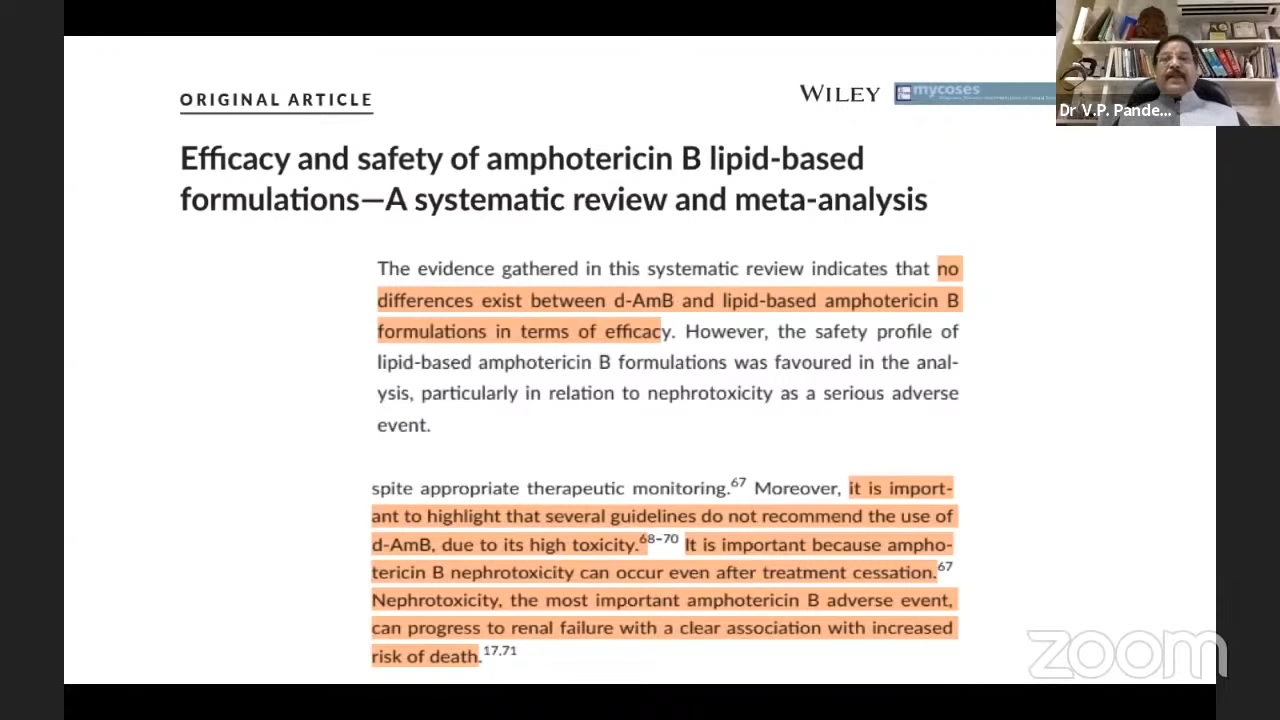 ORIGINAL ARTICLE
WILEY
mycoses
Dr V.P. Pande...
Efficacy and safety of amphotericin B lipid-based
formulations—A systematic review and meta-analysis
The evidence gathered in this systematic review indicates that no
differences exist between d-AmB and lipid-based amphotericin B
formulations in terms of efficacy. However, the safety profile of
lipid-based amphotericin B formulations was favoured in the anal-
ysis, particularly in relation to nephrotoxicity as a serious adverse
event.
spite appropriate therapeutic monitoring.67 Moreover, it is import-
ant to highlight that several guidelines do not recommend the use of
d-AmB, due to its high toxicity.68–70 It is important because ampho-
tericin B nephrotoxicity can occur even after treatment cessation.67
Nephrotoxicity, the most important amphotericin B adverse event,
can progress to renal failure with a clear association with increased
risk of death.17,71
zoom